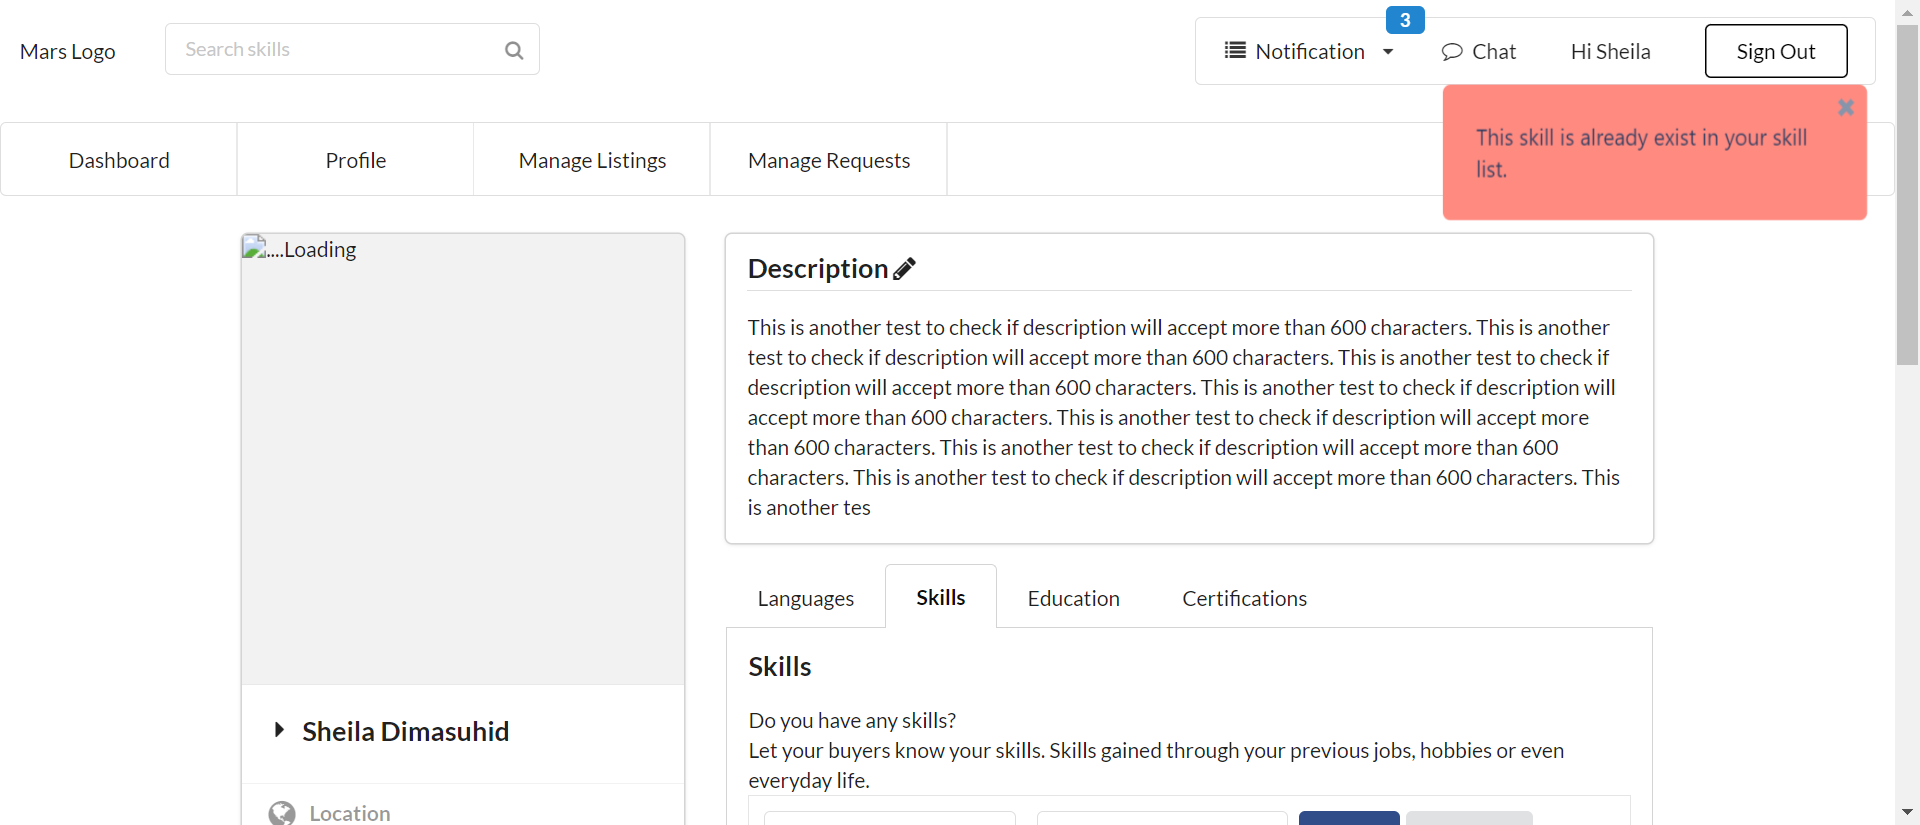 Mars Logo
Search skills
3
Notification
Chat
Hi Sheila
Sign Out
This skill is already exist in your skill
list.
Dashboard
Profile
Manage Listings
Manage Requests
....Loading
Description
This is another test to check if description will accept more than 600 characters. This is another
test to check if description will accept more than 600 characters. This is another test to check if
description will accept more than 600 characters. This is another test to check if description will
accept more than 600 characters. This is another test to check if description will accept more
than 600 characters. This is another test to check if description will accept more than 600
characters. This is another test to check if description will accept more than 600 characters. This
is another tes
Languages
Skills
Education
Certifications
Skills
Do you have any skills?
Let your buyers know your skills. Skills gained through your previous jobs, hobbies or even
everyday life.
Sheila Dimasuhid
Location